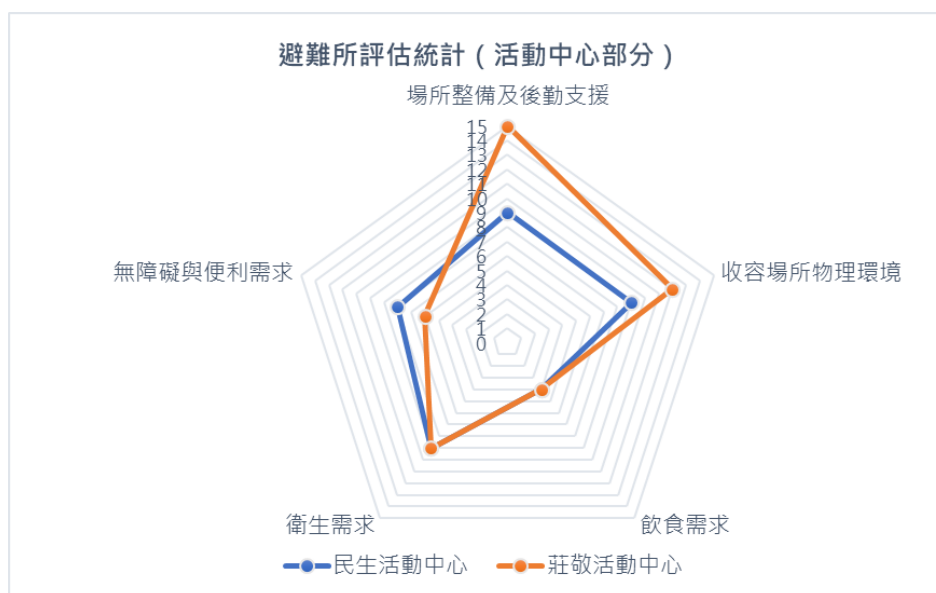 避難所評估統計 ( 活動中心部分 )
場所整備及後勤支援
15
14
13
12
11
10
9
8
7
6
5
4
3
2
1
0
無障礙與便利需求
收容場所物理環境
衛生需求
飲食需求
民生活動中心
莊敬活動中心